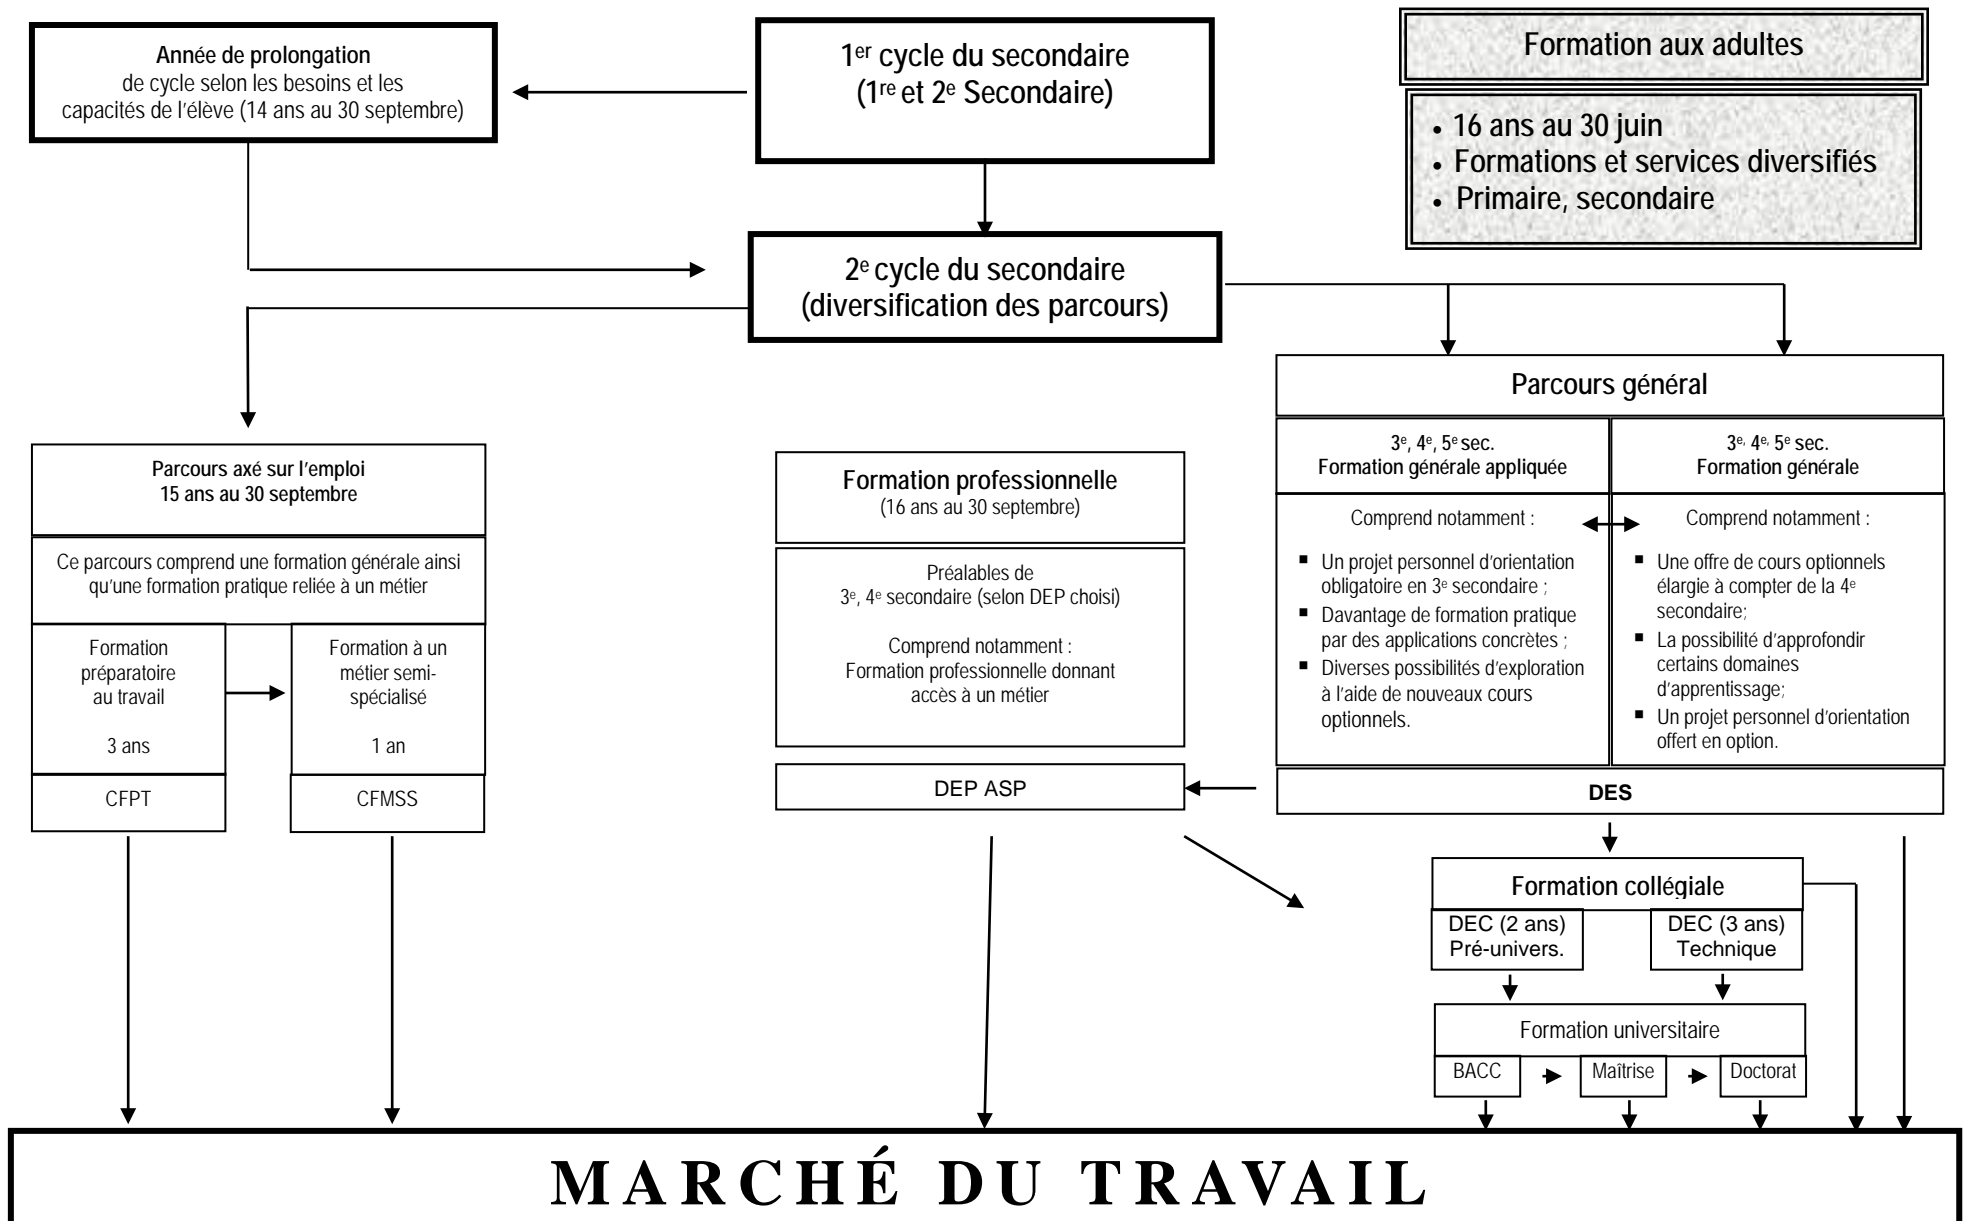 Année de prolongation
de cycle selon les besoins et les
capacités de l'élève (14 ans au 30 septembre)
1er cycle du secondaire
(1re et 2e Secondaire)
Formation aux adultes
• 16 ans au 30 juin
• Formations et services diversifiés
• Primaire, secondaire
2e cycle du secondaire
(diversification des parcours)
Parcours axé sur l'emploi
15 ans au 30 septembre
Ce parcours comprend une formation générale ainsi
qu'une formation pratique reliée à un métier
Formation
préparatoire
au travail
3 ans
CFPT
Formation à un
métier semi-
spécialisé
1 an
CFMSS
Formation professionnelle
(16 ans au 30 septembre)
Préalables de
3e, 4e secondaire (selon DEP choisi)
Comprend notamment :
Formation professionnelle donnant
accès à un métier
DEP ASP
Parcours général
3e, 4e, 5e sec.
Formation générale appliquée
Comprend notamment :
▪ Un projet personnel d'orientation
obligatoire en 3e secondaire ;
▪ Davantage de formation pratique
par des applications concrètes ;
▪ Diverses possibilités d'exploration
à l'aide de nouveaux cours
optionnels.
3e, 4e, 5e sec.
Formation générale
Comprend notamment :
▪ Une offre de cours optionnels
élargie à compter de la 4e
secondaire;
▪ La possibilité d'approfondir
certains domaines
d'apprentissage;
▪ Un projet personnel d'orientation
offert en option.
DES
Formation collégiale
DEC (2 ans)
Pré-univers.
DEC (3 ans)
Technique
Formation universitaire
BACC
Maîtrise
Doctorat
MARCHÉ DU TRAVAIL